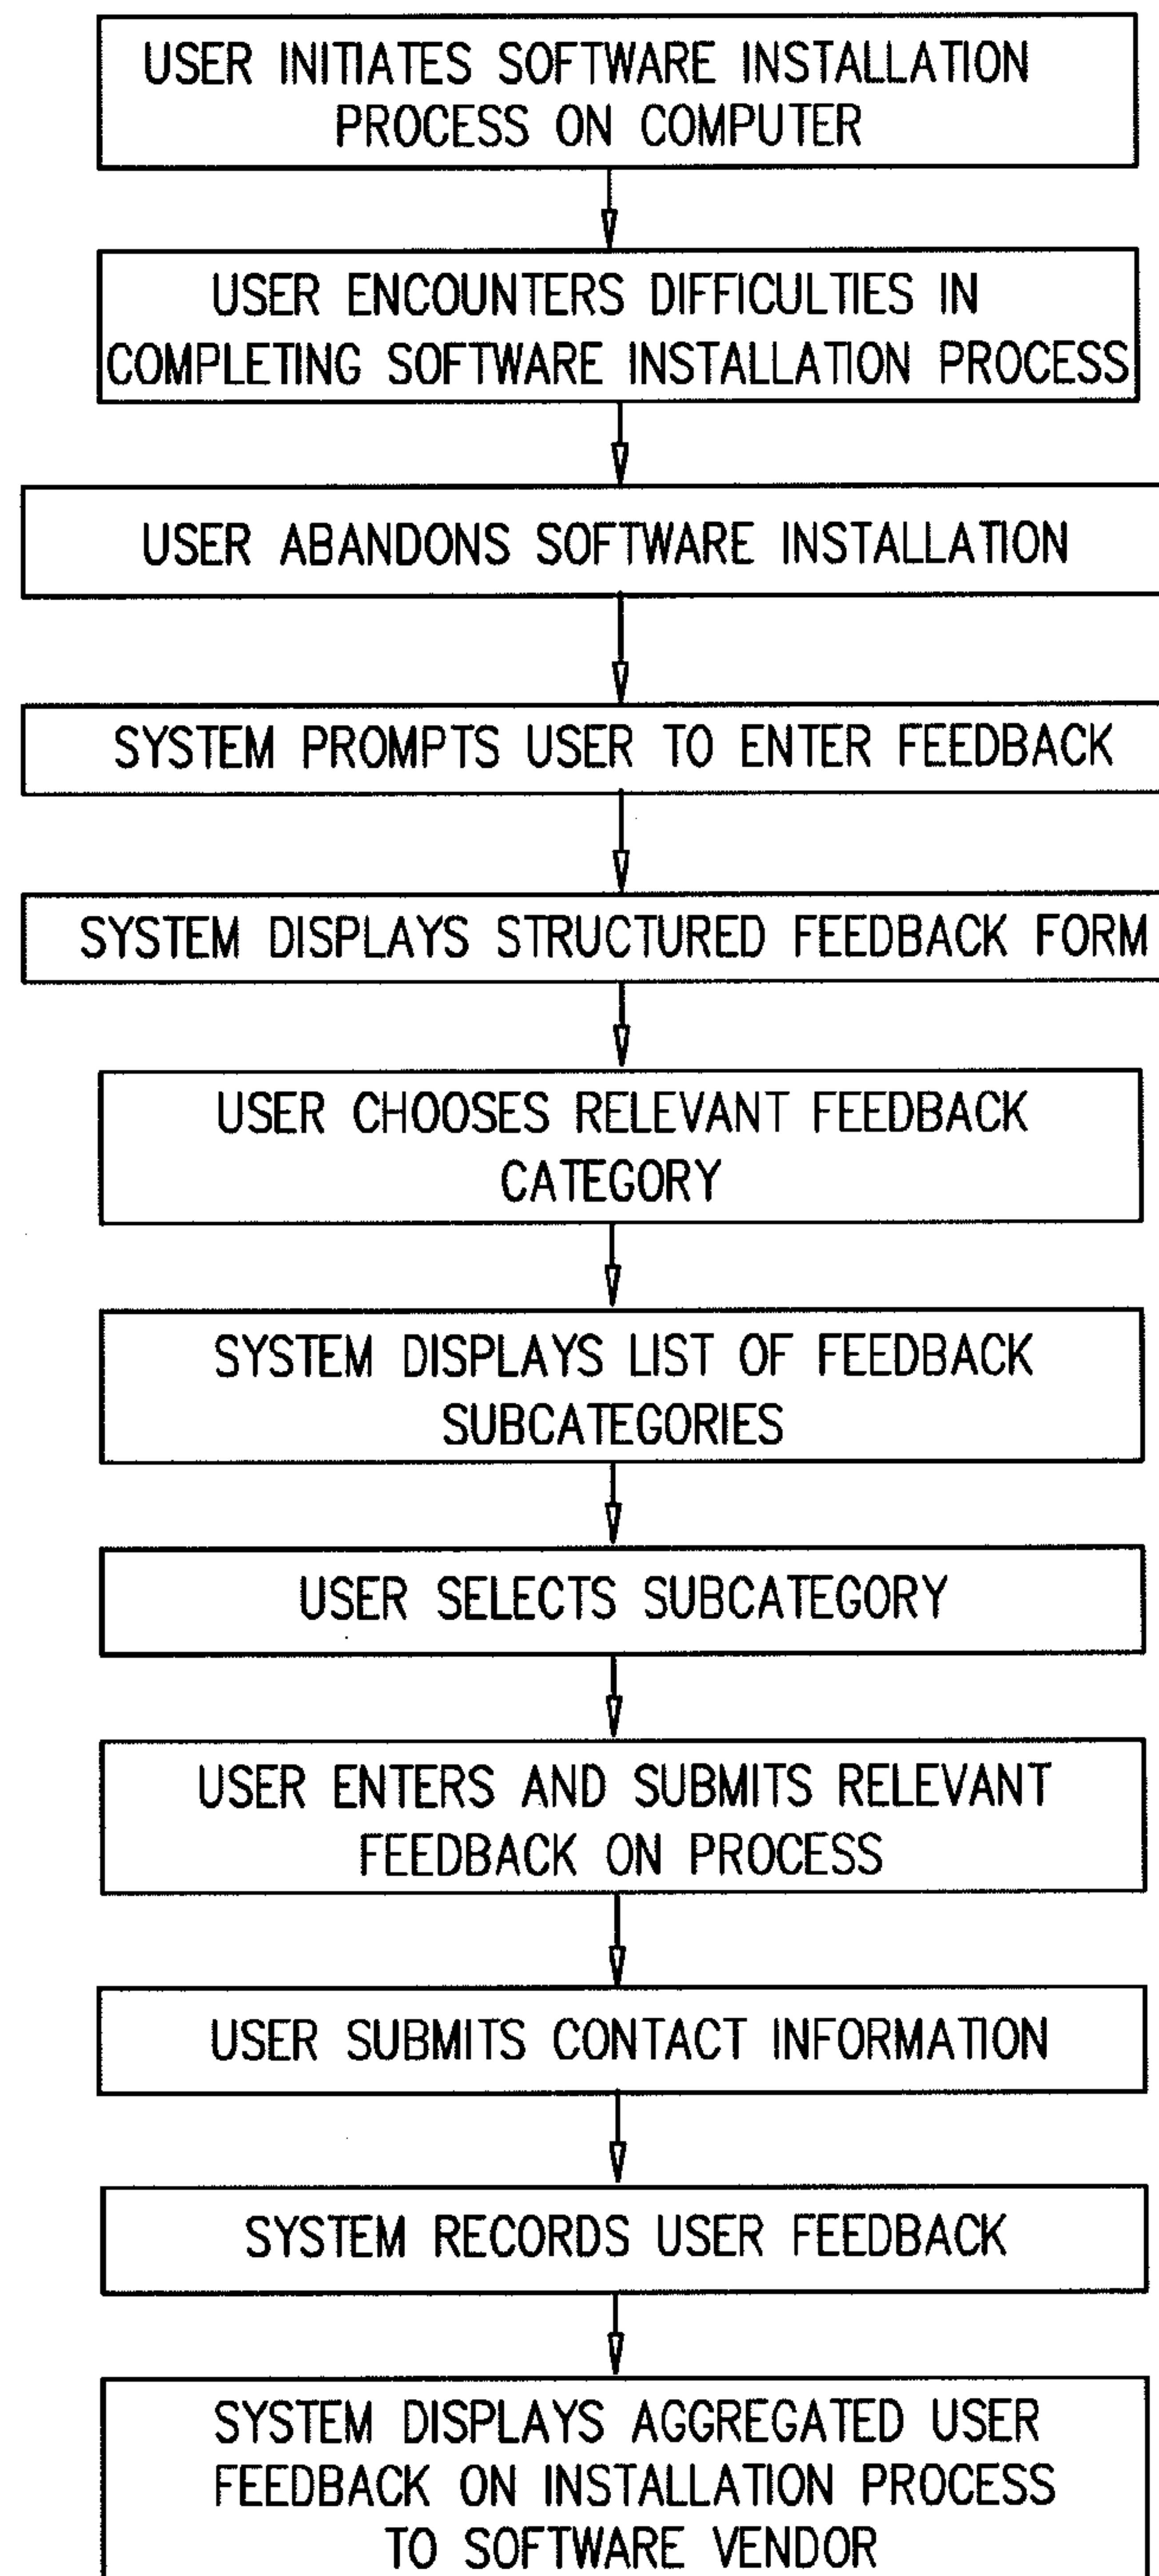 USER INITIATES SOFTWARE INSTALLATION
PROCESS ON COMPUTER
USER ENCOUNTERS DIFFICULTIES IN
COMPLETING SOFTWARE INSTALLATION PROCESS
USER ABANDONS SOFTWARE INSTALLATION
SYSTEM PROMPTS USER TO ENTER FEEDBACK
SYSTEM DISPLAYS STRUCTURED FEEDBACK FORM
USER CHOOSES RELEVANT FEEDBACK
CATEGORY
SYSTEM DISPLAYS LIST OF FEEDBACK
SUBCATEGORIES
USER SELECTS SUBCATEGORY
USER ENTERS AND SUBMITS RELEVANT
FEEDBACK ON PROCESS
USER SUBMITS CONTACT INFORMATION
SYSTEM RECORDS USER FEEDBACK
SYSTEM DISPLAYS AGGREGATED USER
FEEDBACK ON INSTALLATION PROCESS
TO SOFTWARE VENDOR